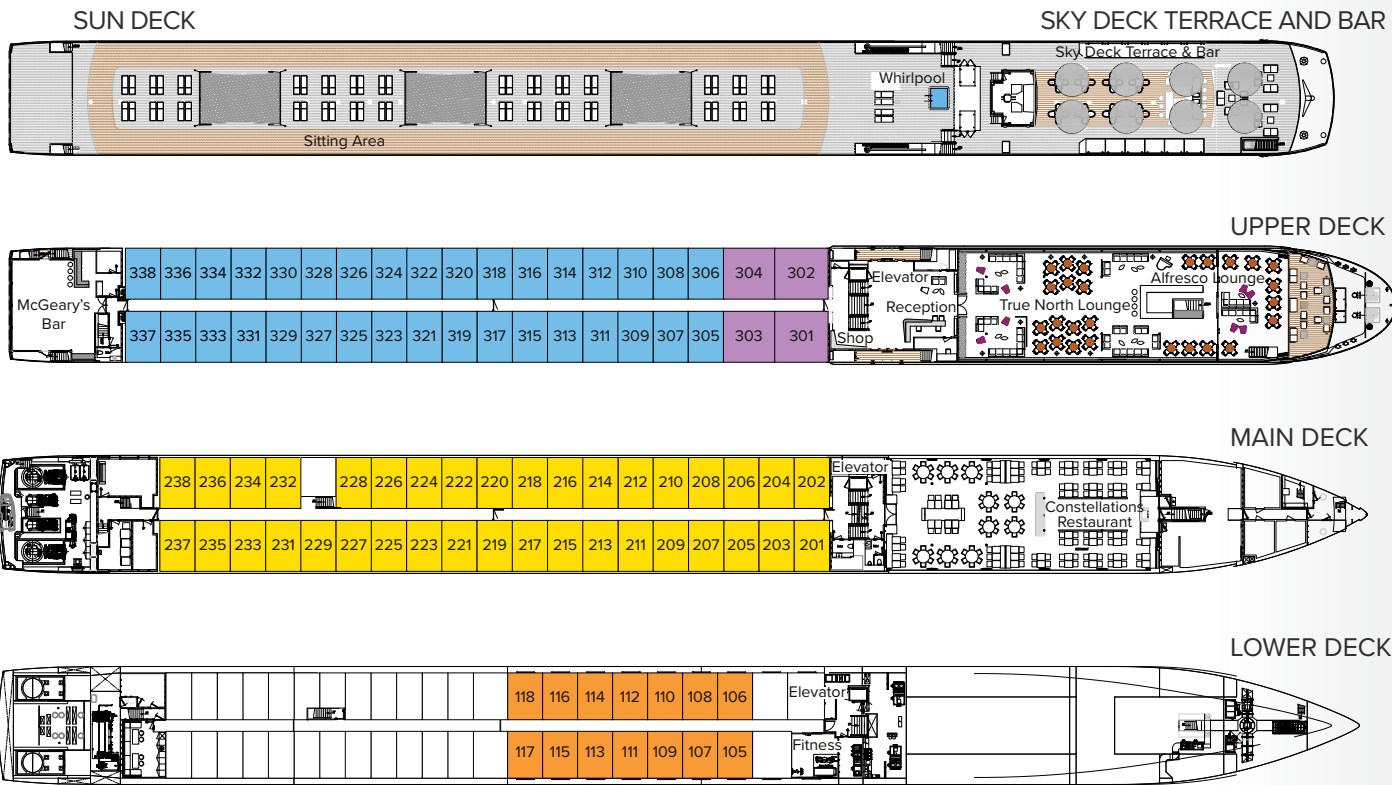 SUN DECK
SKY DECK TERRACE AND BAR
Sky Deck Terrace & Bar
Whirlpool
Sitting Area
UPPER DECK
338 336 334 332 330 328 326 324 322 320 318 316 314 312 310 308 306 304 302
Elevator
Alfresco Lounge
McGeary's
Bar
Reception
True North Lounge
337 335 333 331 329 327 325 323 321 319 317 315 313 311 309 307 305 303 301
Shop
MAIN DECK
Elevator
238 236 234 232 228 226 224 222 220 218 216 214 212 210 208 206 204 202
Constellations
Restaurant
237 235 233 231 229 227 225 223 221 219 217 215 213 211 209 207 205 203 201
LOWER DECK
118 116 114 112 110 108 106
Elevator
Fitness
117 115 113 111 109 107 105